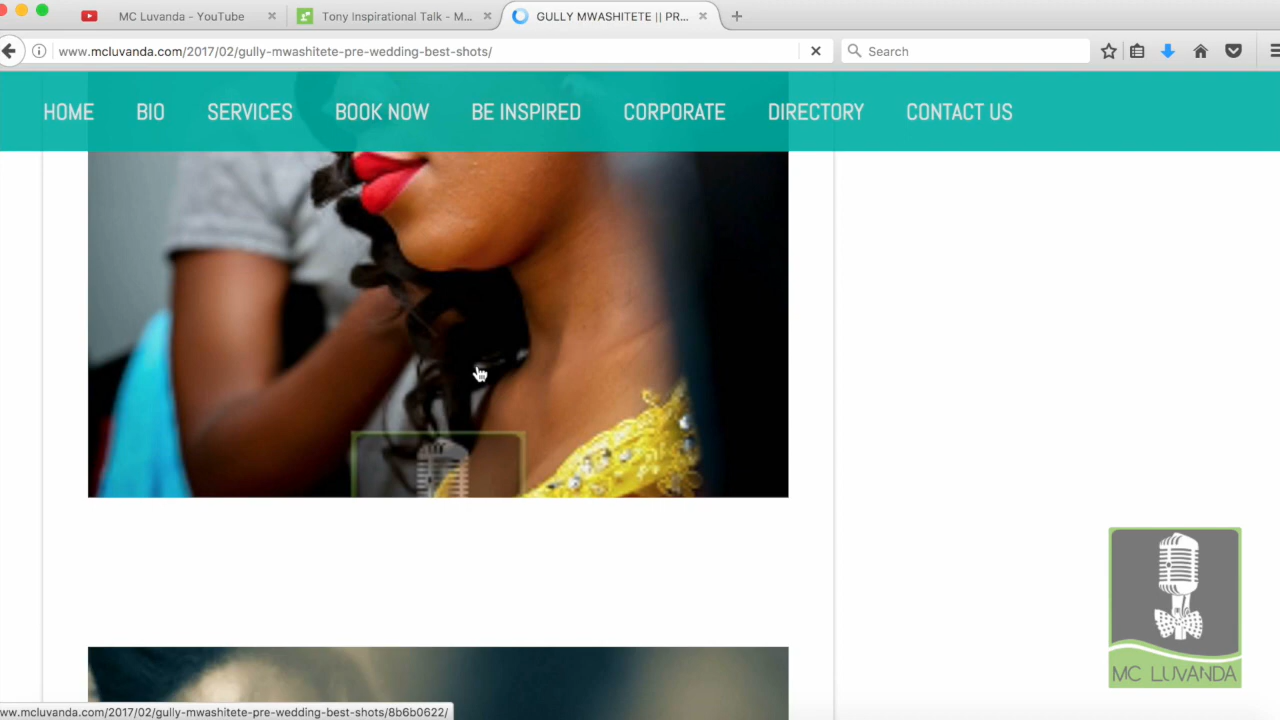 MC Luvanda - YouTube
Tony Inspirational Talk - M...
GULLY MWASHITETE || PR...
www.mcluvanda.com/2017/02/gully-mwashitete-pre-wedding-best-shots/
Search
HOME BIO SERVICES BOOK NOW BE INSPIRED CORPORATE DIRECTORY CONTACT US
MC LUVANDA
ww.mcluvanda.com/2017/02/gully-mwashitete-pre-wedding-best-shots/8b6b0622/